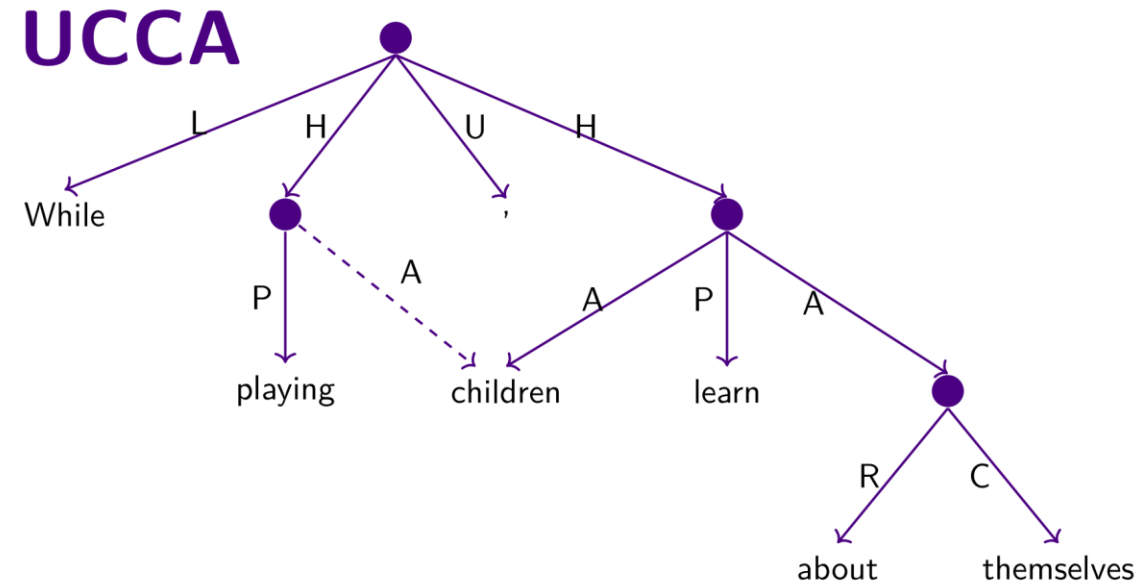 UCCA
L H U H
While ,
P A A P A
playing children learn
R C
about themselves